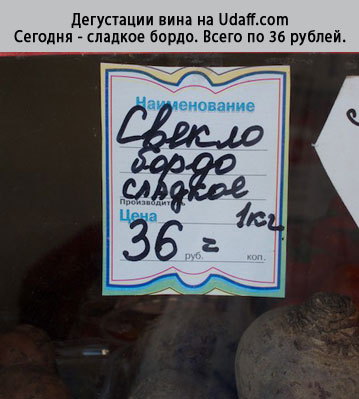 Дегустации вина на Udaff.com
Сегодня - сладкое бордо. Всего по 36 рублей.
Наименование
Свекло
бордо
сладкое
Производитель
1кг
Цена
36 =
руб. коп.